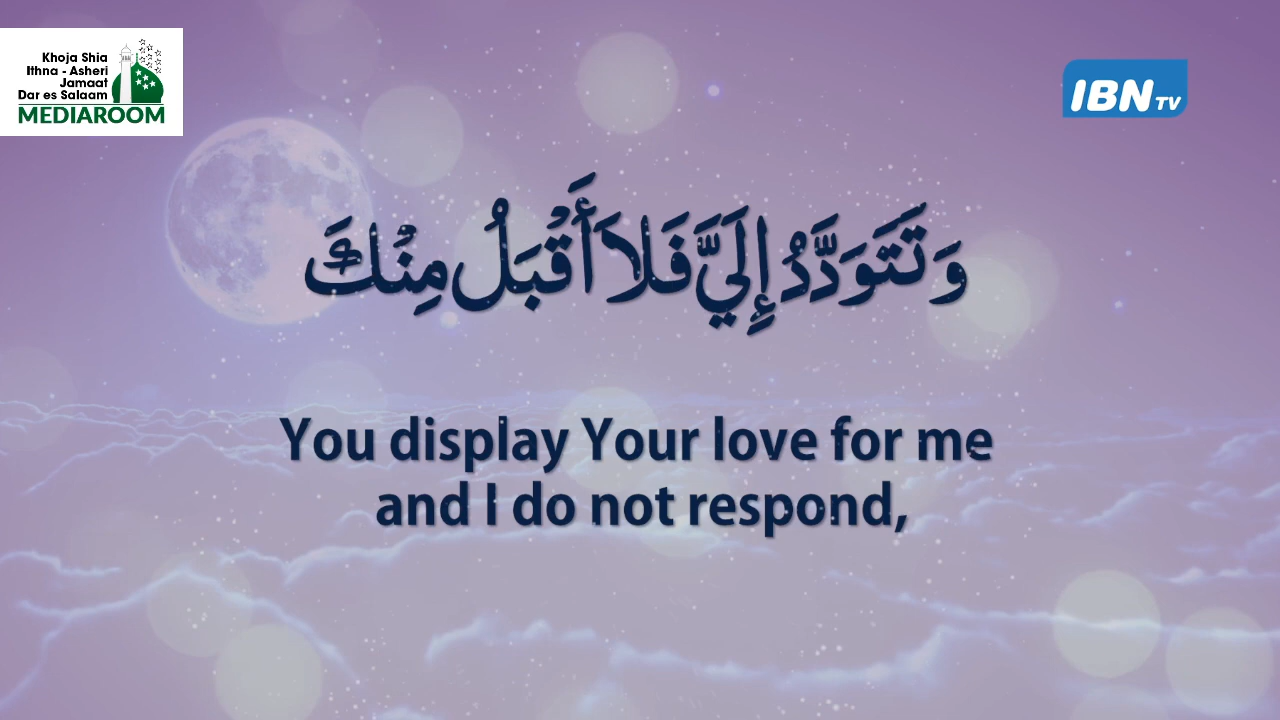 Khoja Shia
Ithna - Asheri
Jamaat
Dar es Salaam
MEDIAROOM
IBN TV
وَتَتَوَدَّدُ إِلَيَّ فَلاَ أَقْبَلُ مِنْكَ
You display Your love for me
and I do not respond,